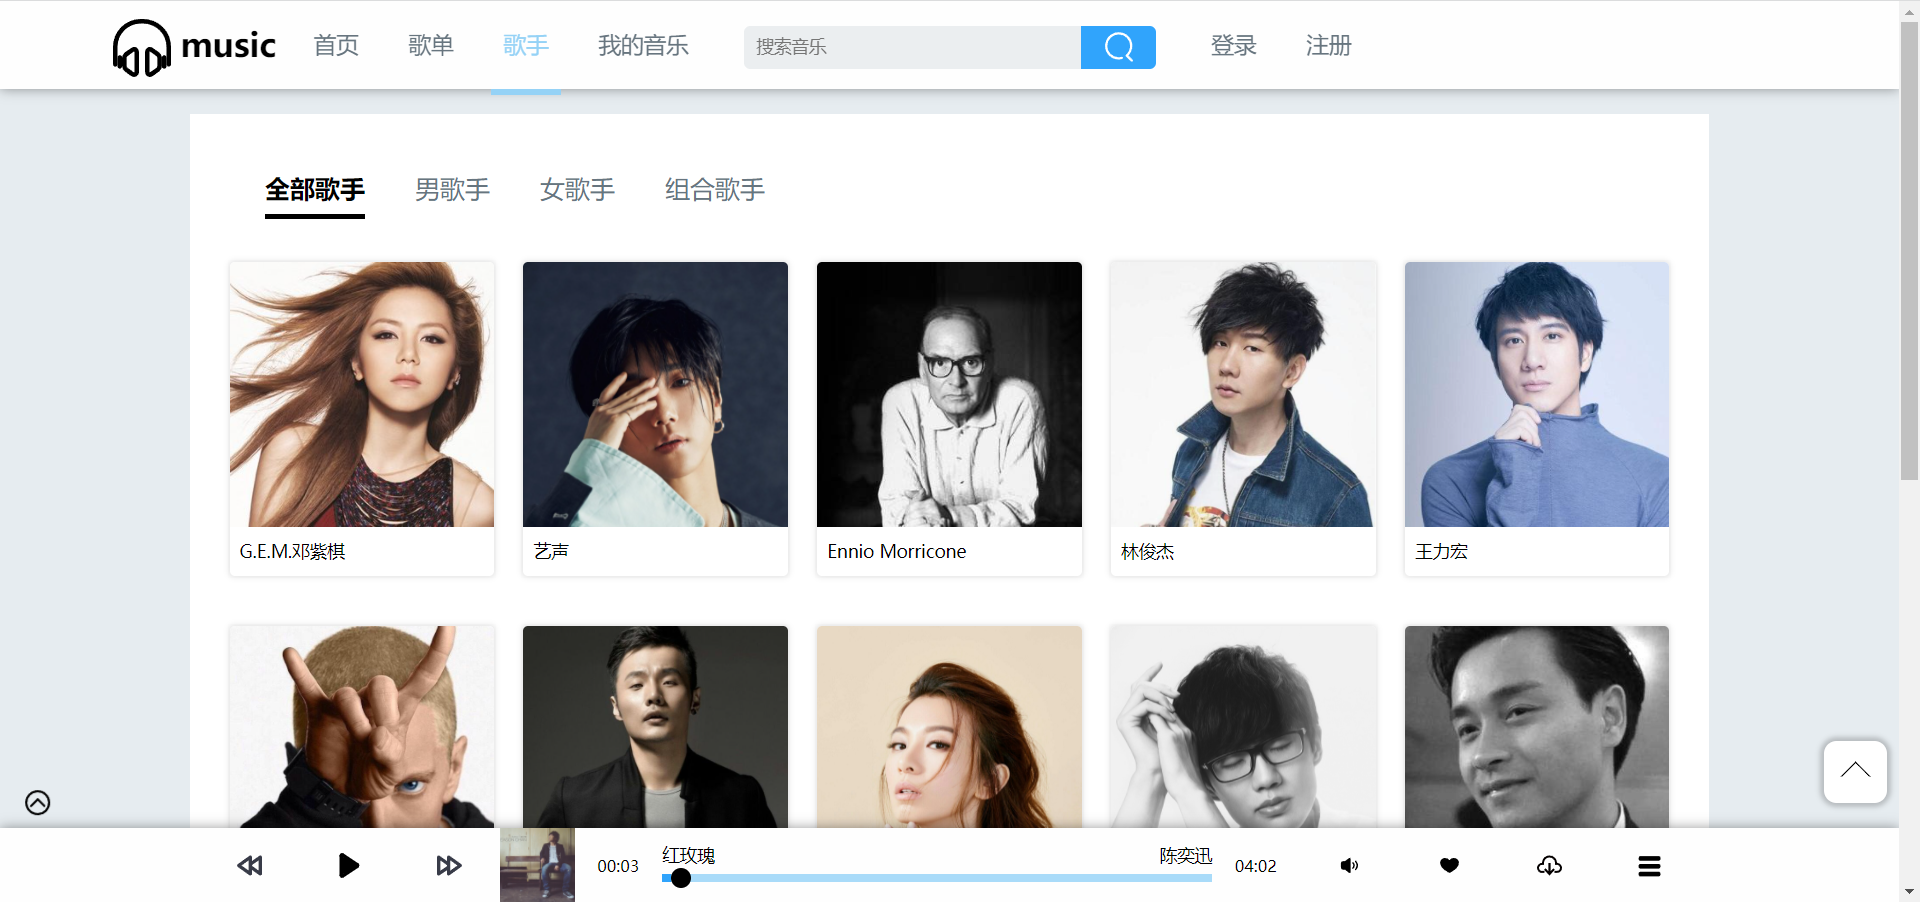 music 首页 歌单 歌手 我的音乐 搜索音乐 登录 注册
全部歌手 男歌手 女歌手 组合歌手
G.E.M.邓紫棋 艺声 Ennio Morricone 林俊杰 王力宏
红玫瑰 陈奕迅
00:03 04:02